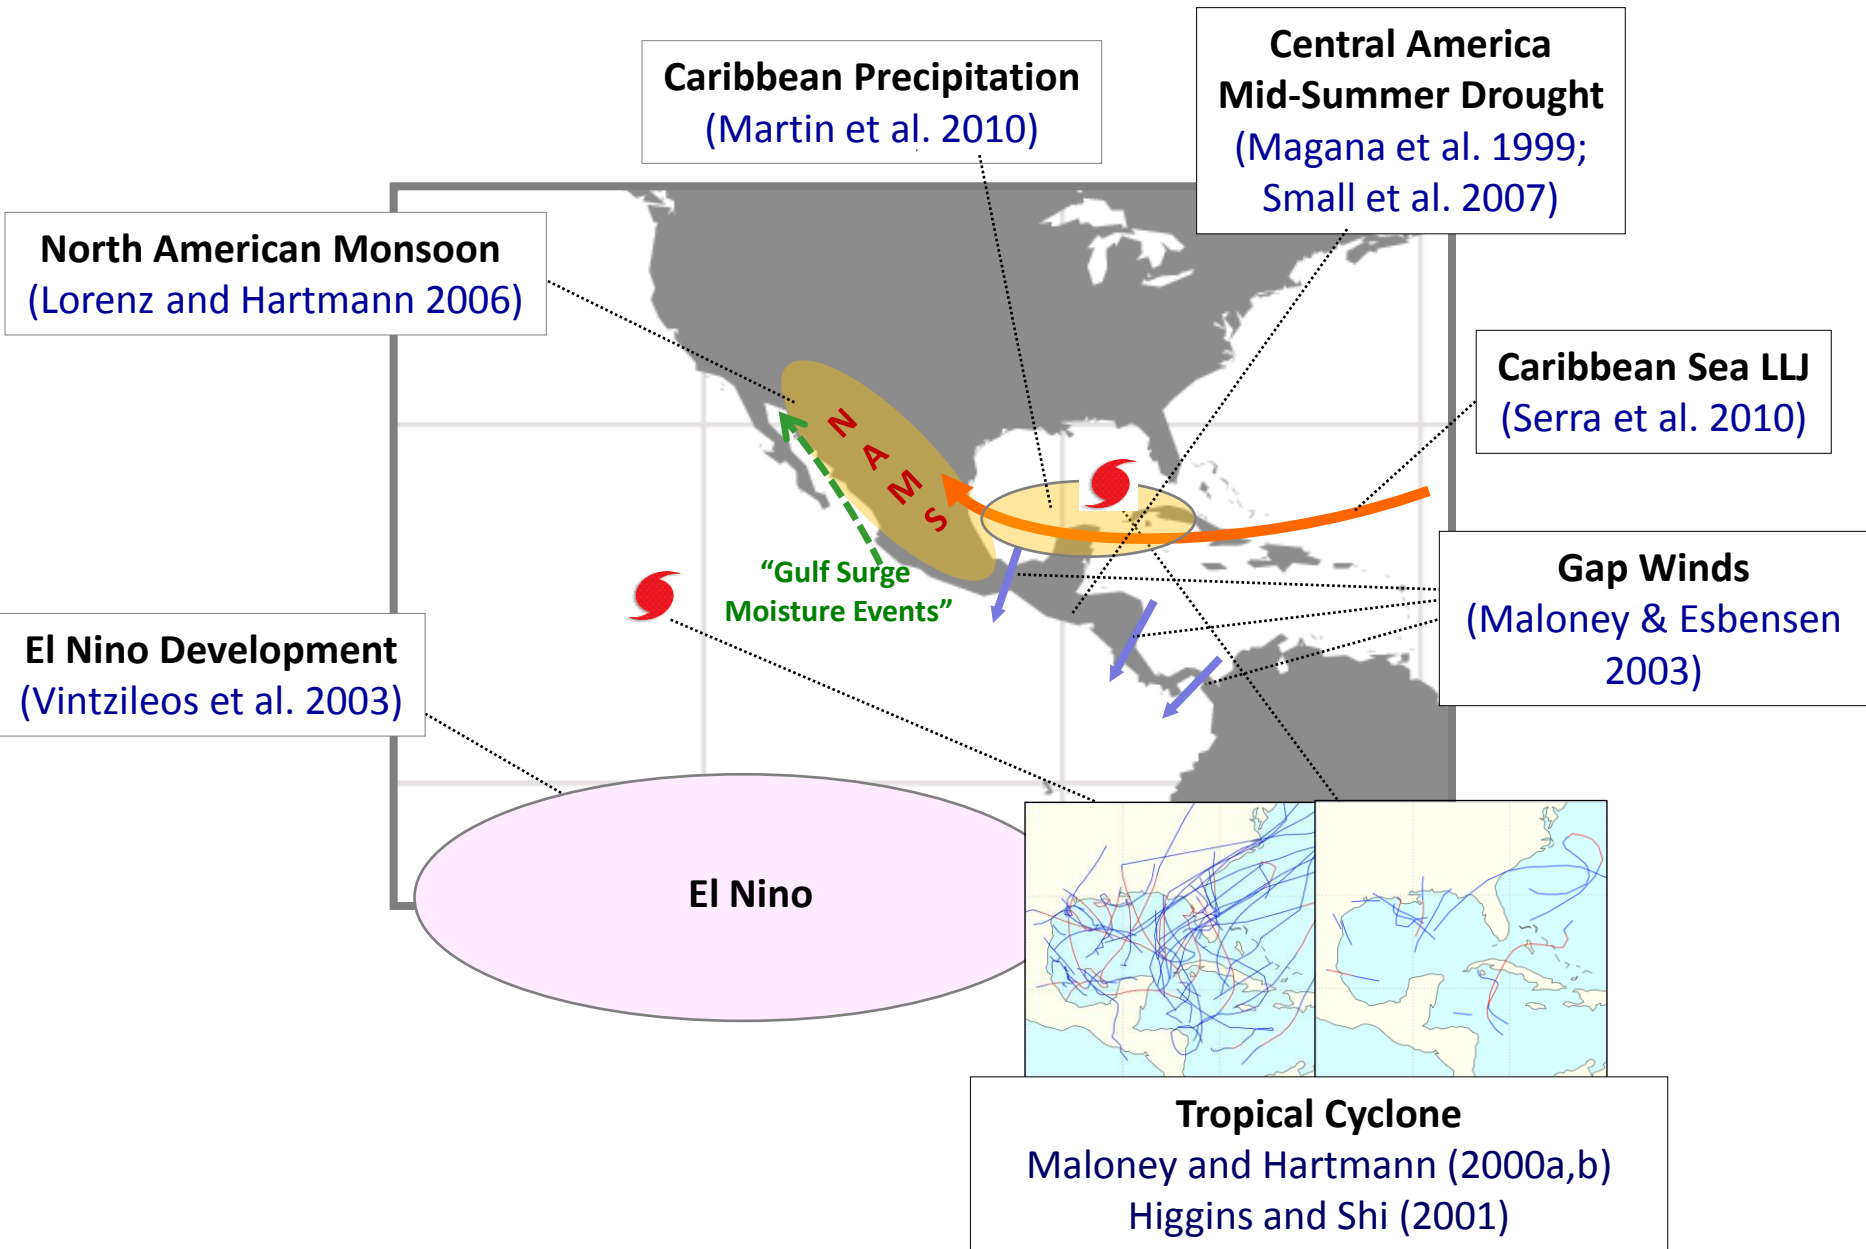 Central America
Mid-Summer Drought
(Magana et al. 1999;
Small et al. 2007)
Caribbean Precipitation
(Martin et al. 2010)
North American Monsoon
(Lorenz and Hartmann 2006)
Caribbean Sea LLJ
(Serra et al. 2010)
N
A
M
S
"Gulf Surge
Moisture Events"
Gap Winds
(Maloney & Esbensen
2003)
El Nino Development
(Vintzileos et al. 2003)
El Nino
Tropical Cyclone
Maloney and Hartmann (2000a,b)
Higgins and Shi (2001)